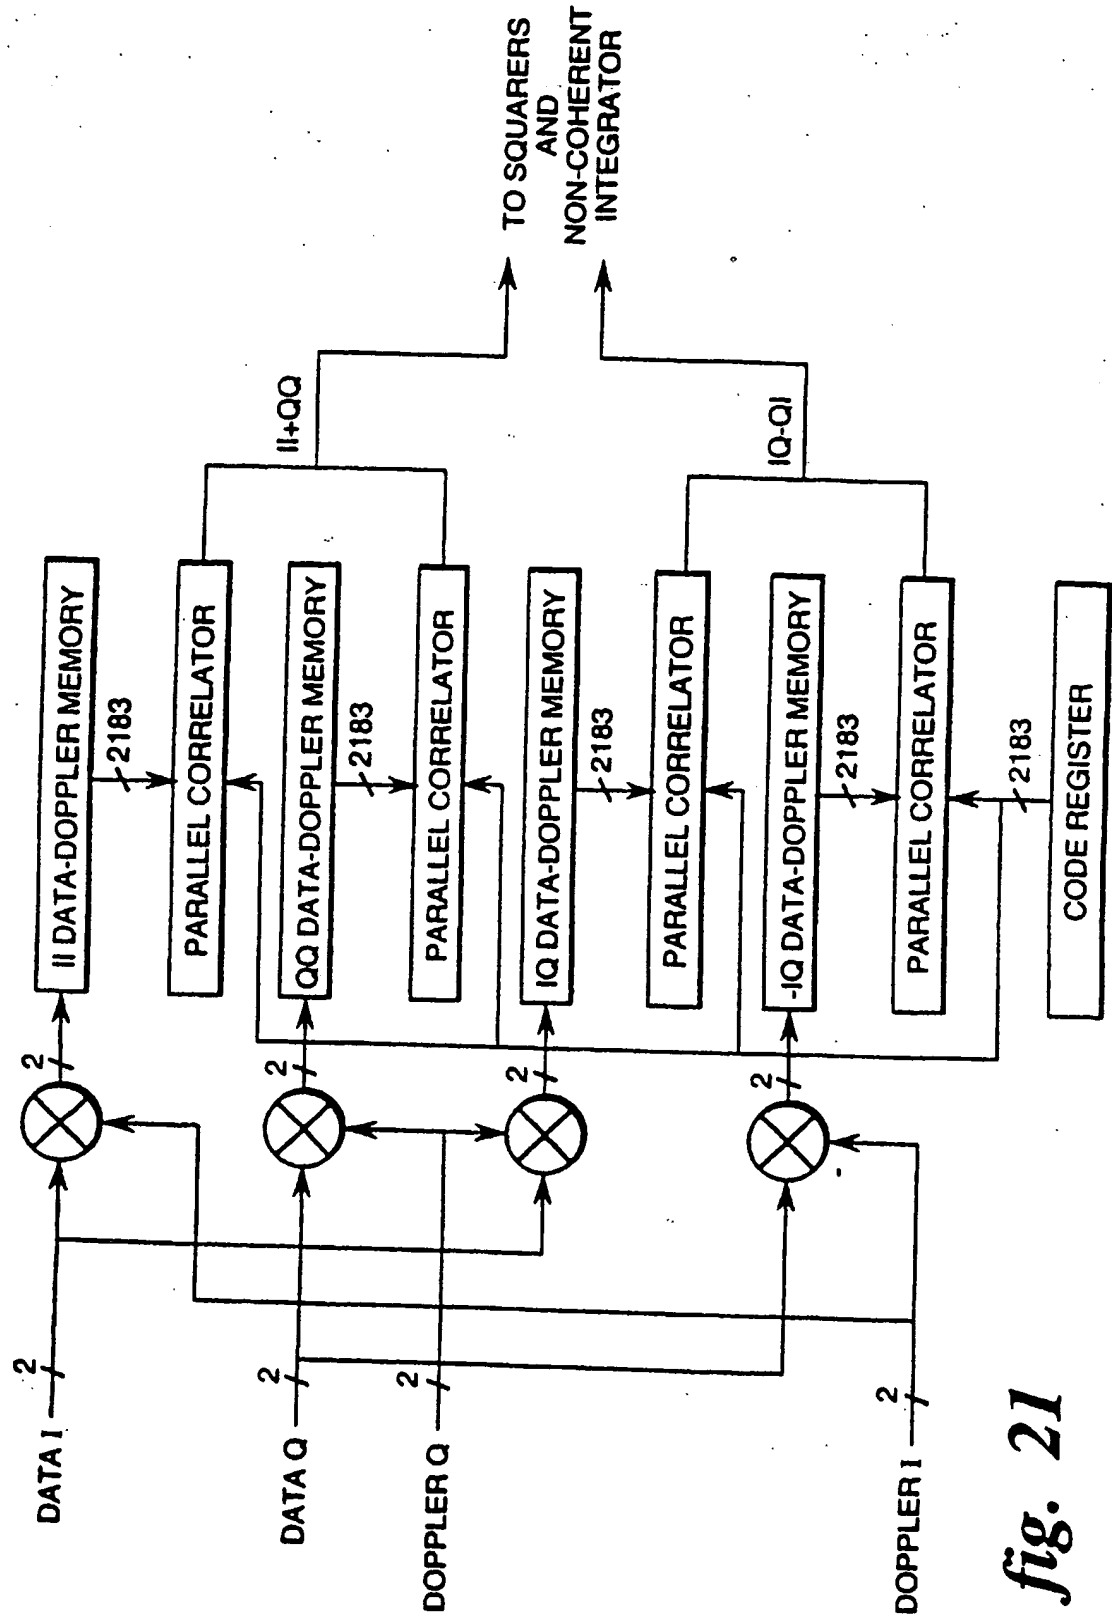 DATA I
2
DATA Q
2
DOPPLER Q
2
DOPPLER I
2
2
2
2
2
II DATA-DOPPLER MEMORY
2183
PARALLEL CORRELATOR
QQ DATA-DOPPLER MEMORY
2183
PARALLEL CORRELATOR
IQ DATA-DOPPLER MEMORY
2183
PARALLEL CORRELATOR
-IQ DATA-DOPPLER MEMORY
2183
PARALLEL CORRELATOR
2183
CODE REGISTER
II+QQ
IQ-QI
TO SQUARERS
AND
NON-COHERENT
INTEGRATOR
fig. 21